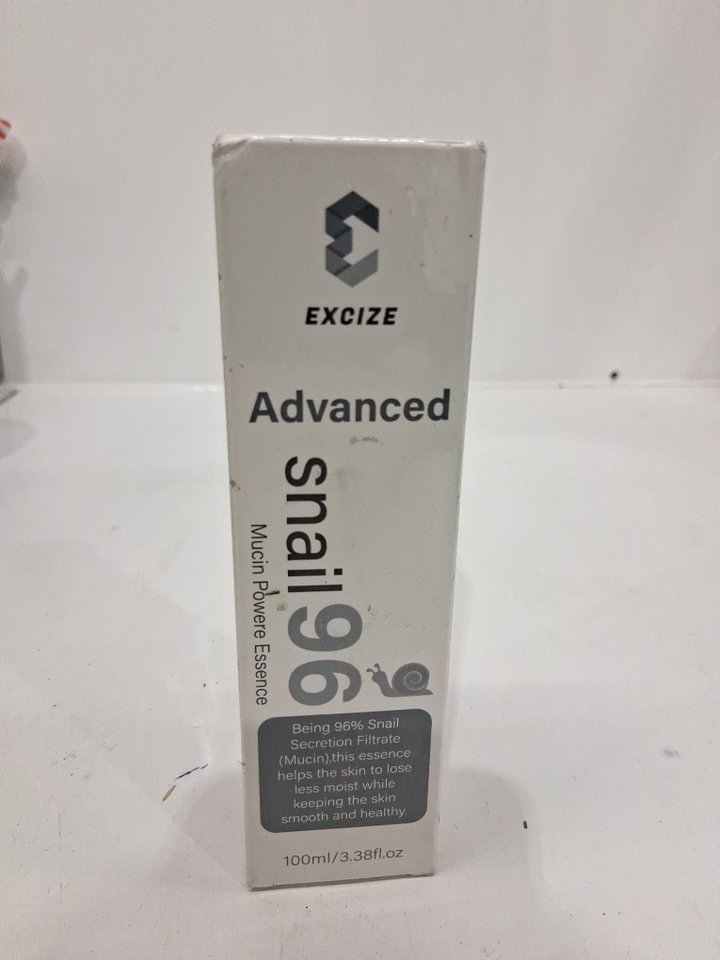 EXCIZE
Advanced
snail 96
Mucin Powere Essence
Being 96% Snail
Secretion Filtrate
(Mucin),this essence
helps the skin to lose
less moist while
keeping the skin
smooth and healthy.
100ml/3.38fl.oz